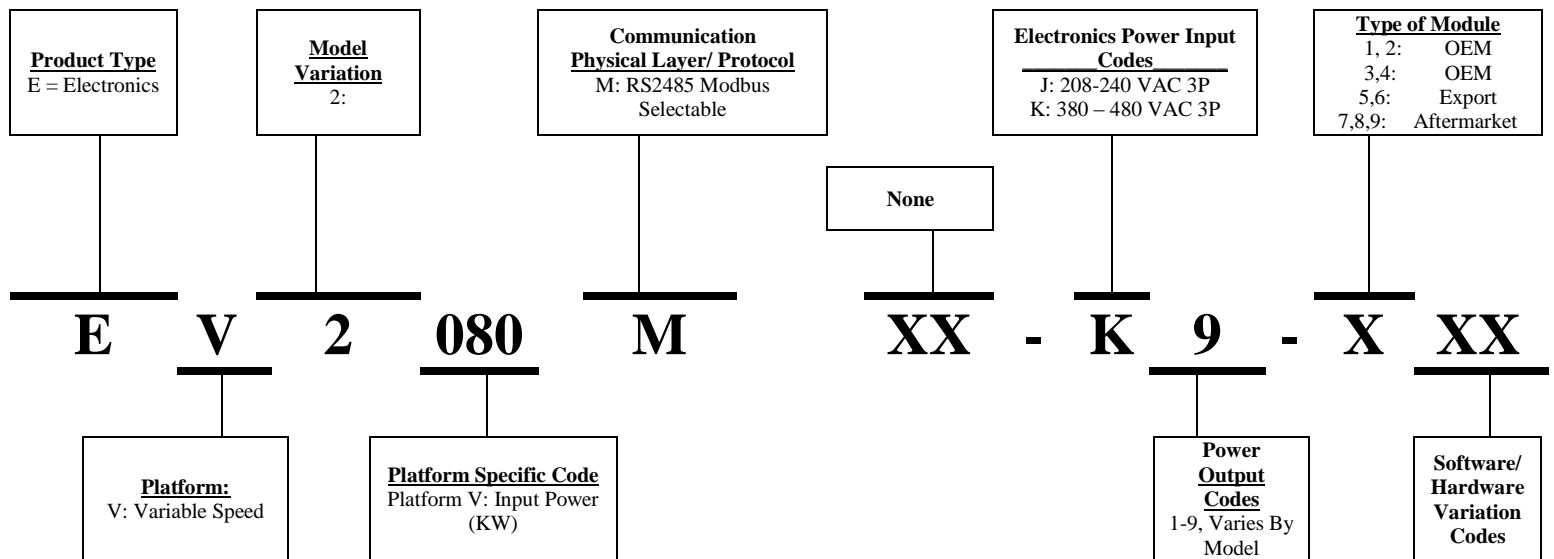 Product Type
E = Electronics
Model
Variation
2:
Communication
Physical Layer/ Protocol
M: RS2485 Modbus
Selectable
None
Electronics Power Input
______Codes______
J: 208-240 VAC 3P
K: 380 – 480 VAC 3P
Type of Module
1, 2: OEM
3,4: OEM
5,6: Export
7,8,9: Aftermarket
E V 2 080 M XX - K 9 - X XX
Platform:
V: Variable Speed
Platform Specific Code
Platform V: Input Power
(KW)
Power
Output
Codes
1-9, Varies By
Model
Software/
Hardware
Variation
Codes